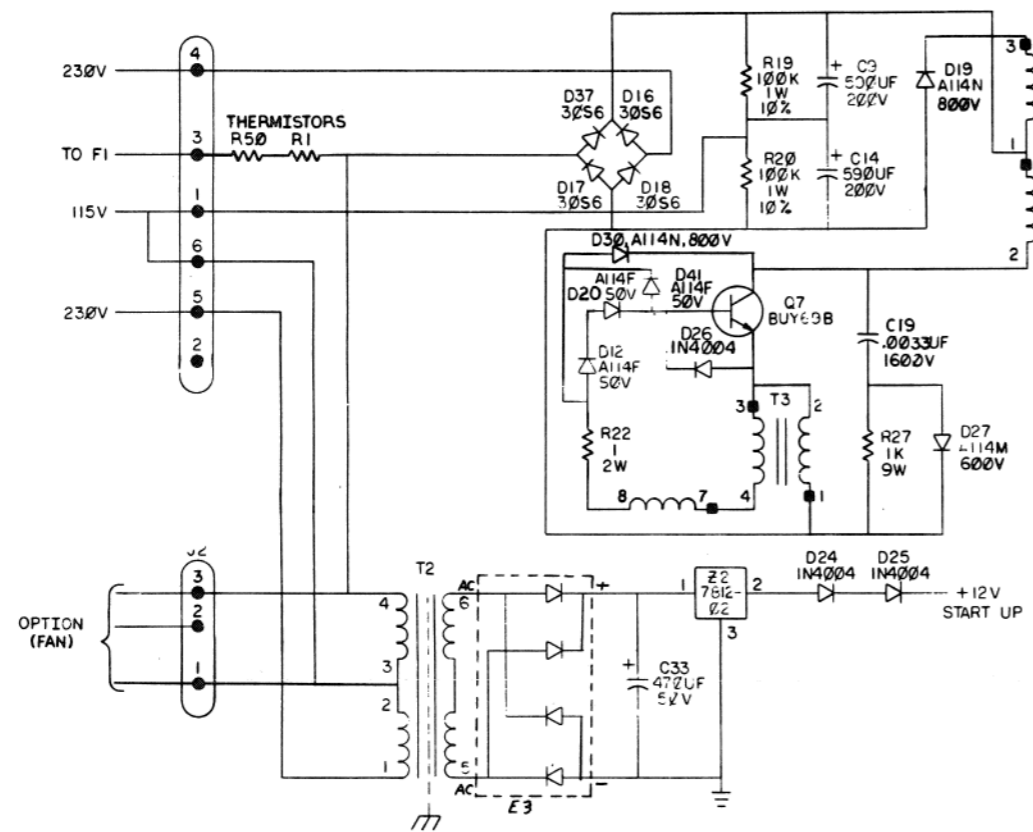 4
230V
3
TO F1
THERMISTORS
R50 R1
1
115V
6
5
230V
2
D37
30S6
D16
30S6
D17
30S6
D18
30S6
R19
100K
1W
10%
R20
100K
1W
10%
+
C9
200V
+
C14
590UF
200V
D19
A114N
800V
3
1
2
D30, A114N, 800V
A114F
50V
D20
D41
A114F
50V
Q7
BUY69B
D26
1N4004
D12
A114F
50V
R22
1
2W
8
7
3
T3
2
4
1
C19
.0033UF
1600V
R27
1K
9W
D27
A114M
600V
J2
3
2
1
OPTION
(FAN)
T2
4
3
2
1
6
5
AC
AC
+
-
E3
+
C33
470UF
50V
1
Z2
7812-
02
2
3
D24
1N4004
D25
1N4004
+12V
START UP